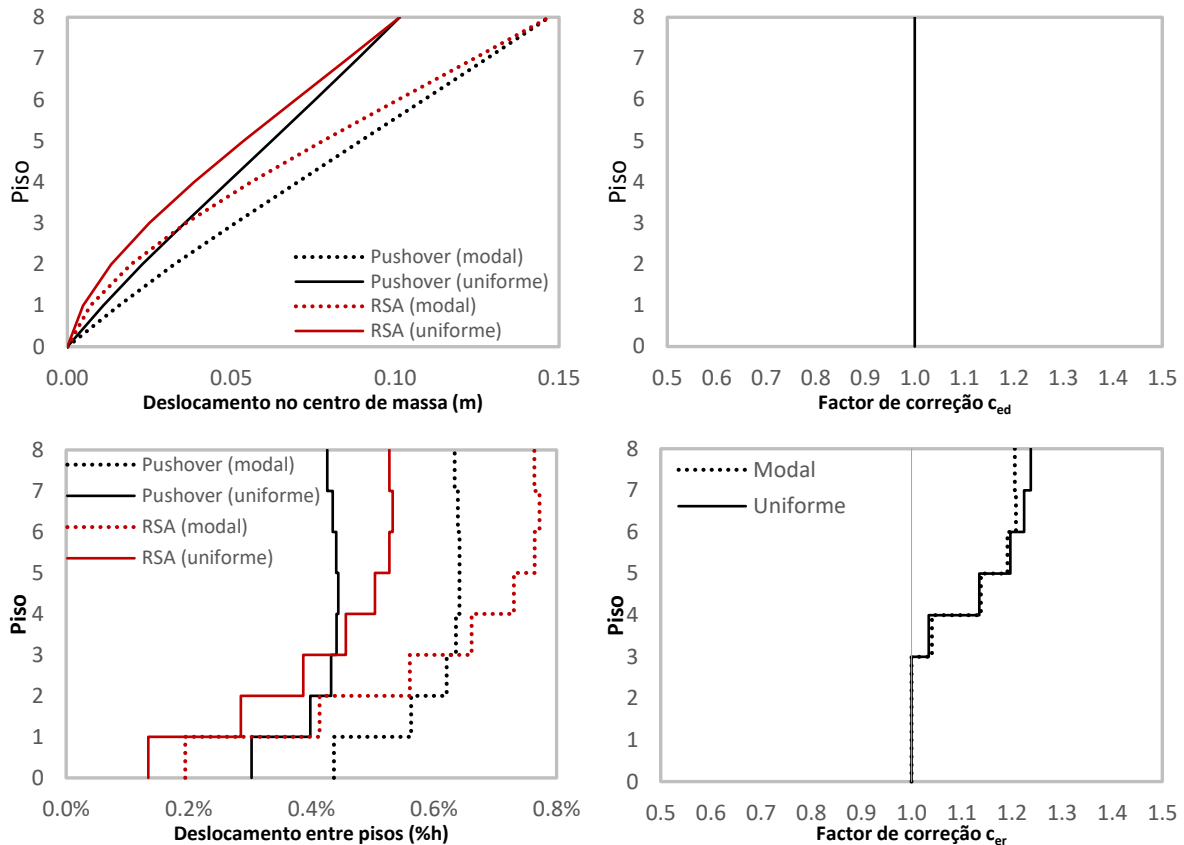 8
7
6
5
4
3
2
1
0
Piso
Pushover (modal)
Pushover (uniforme)
RSA (modal)
RSA (uniforme)
0.00 0.05 0.10 0.15
Deslocamento no centro de massa (m)
8
7
6
5
4
3
2
1
0
Piso
0.5 0.6 0.7 0.8 0.9 1.0 1.1 1.2 1.3 1.4 1.5
Factor de correção ced
8
7
6
5
4
3
2
1
0
Piso
Pushover (modal)
Pushover (uniforme)
RSA (modal)
RSA (uniforme)
0.0% 0.2% 0.4% 0.6% 0.8%
Deslocamento entre pisos (%h)
8
7
6
5
4
3
2
1
0
Piso
Modal
Uniforme
0.5 0.6 0.7 0.8 0.9 1.0 1.1 1.2 1.3 1.4 1.5
Factor de correção cer